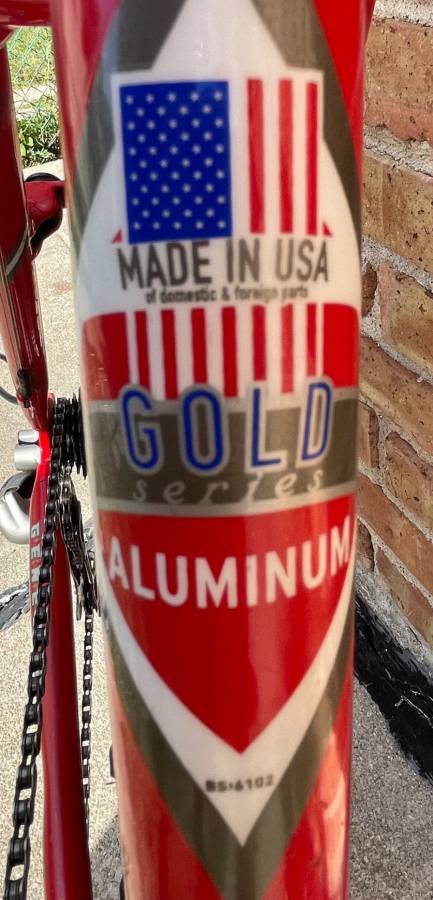 MADE IN USA
of domestic & foreign parts
GOLD
series
ALUMINUM
BS:6102